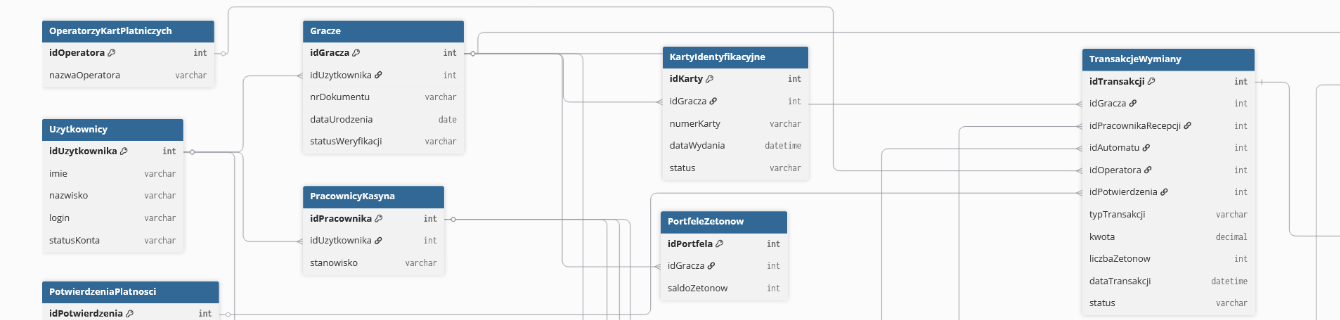 OperatorzyKartPlatniczych
idOperatora int
nazwaOperatora varchar
Uzytkownicy
idUzytkownika int
imie varchar
nazwisko varchar
login varchar
statusKonta varchar
PotwierdzeniaPlatnosci
idPotwierdzenia int
Gracze
idGracza int
idUzytkownika int
nrDokumentu varchar
dataUrodzenia date
statusWeryfikacji varchar
PracownicyKasyna
idPracownika int
idUzytkownika int
stanowisko varchar
KartyIdentyfikacyjne
idKarty int
idGracza int
numerKarty varchar
dataWydania datetime
status varchar
PortfeleZetonow
idPortfela int
idGracza int
saldoZetonow int
TransakcjeWymiany
idTransakcji int
idGracza int
idPracownikaRecepcji int
idAutomatu int
idOperatora int
idPotwierdzenia int
typTransakcji varchar
kwota decimal
liczbaZetonow int
dataTransakcji datetime
status varchar